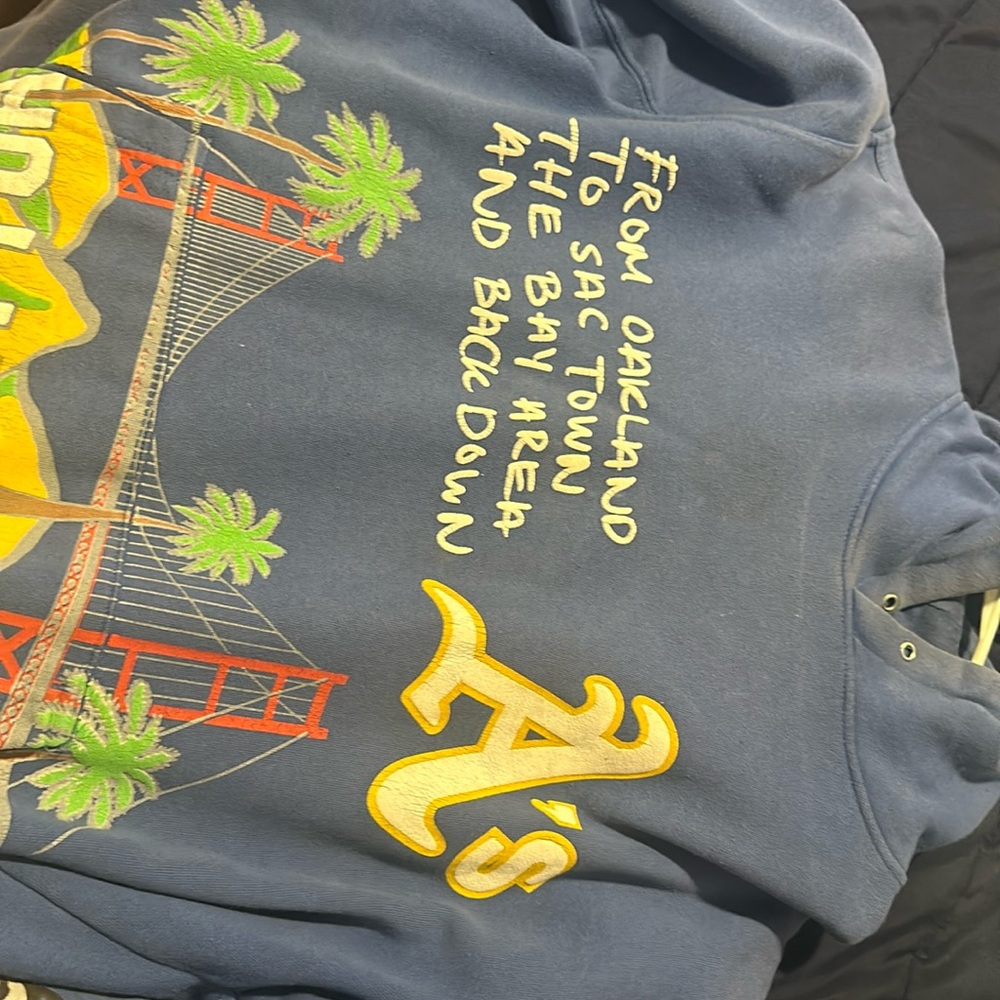 FROM OAKLAND
TO SAC TOWN
THE BAY AREA
AND BACK DOWN
A's